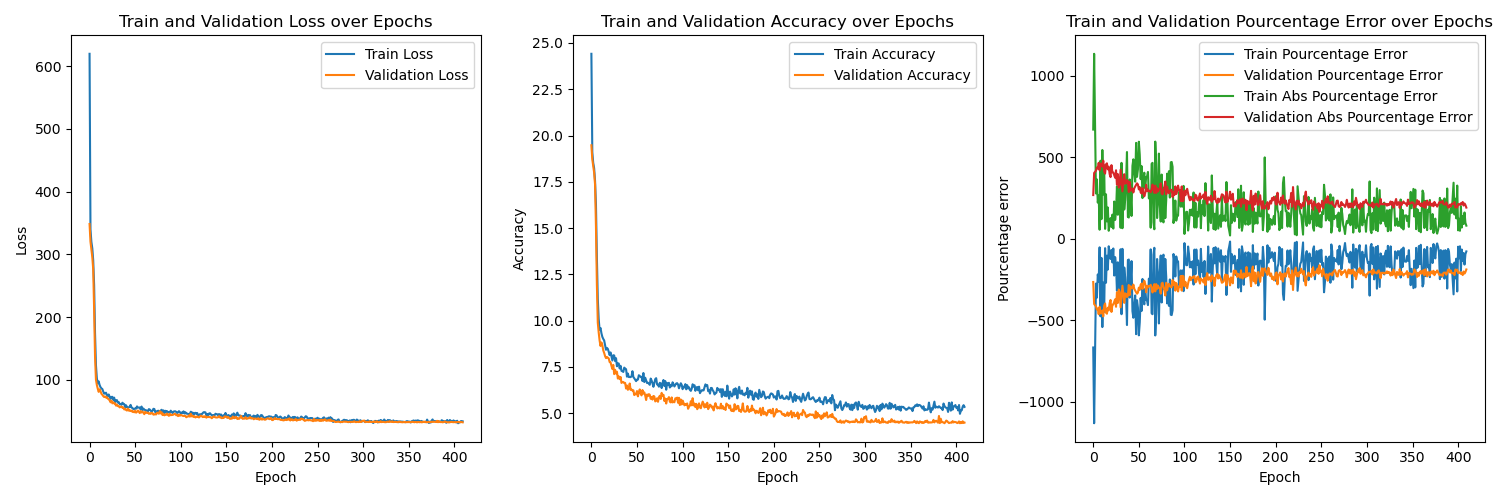 Train and Validation Loss over Epochs
Loss
600
500
400
300
200
100
0
50
100
150
200
250
300
350
400
Epoch
Train Loss
Validation Loss
Train and Validation Accuracy over Epochs
Accuracy
25.0
22.5
20.0
17.5
15.0
12.5
10.0
7.5
5.0
0
50
100
150
200
250
300
350
400
Epoch
Train Accuracy
Validation Accuracy
Train and Validation Pourcentage Error over Epochs
Pourcentage error
1000
500
0
−500
−1000
0
50
100
150
200
250
300
350
400
Epoch
Train Pourcentage Error
Validation Pourcentage Error
Train Abs Pourcentage Error
Validation Abs Pourcentage Error